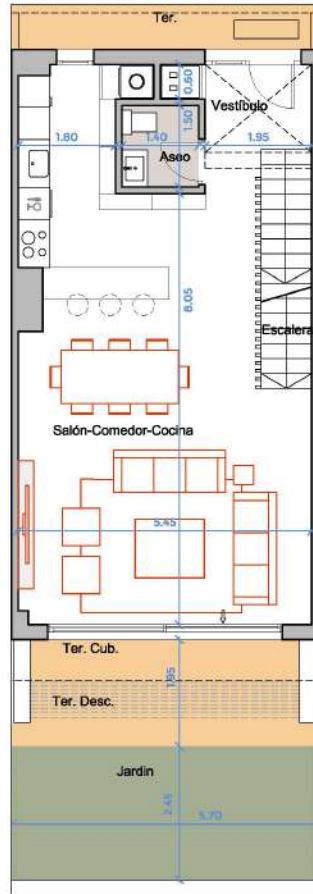 Ter.
0.60
Vestíbulo
1.50
1.80
1.40
1.95
Aseo
8.05
Escalera
Salón-Comedor-Cocina
5.45
Ter. Cub.
1.95
Ter. Desc.
Jardin
2.45
5.70